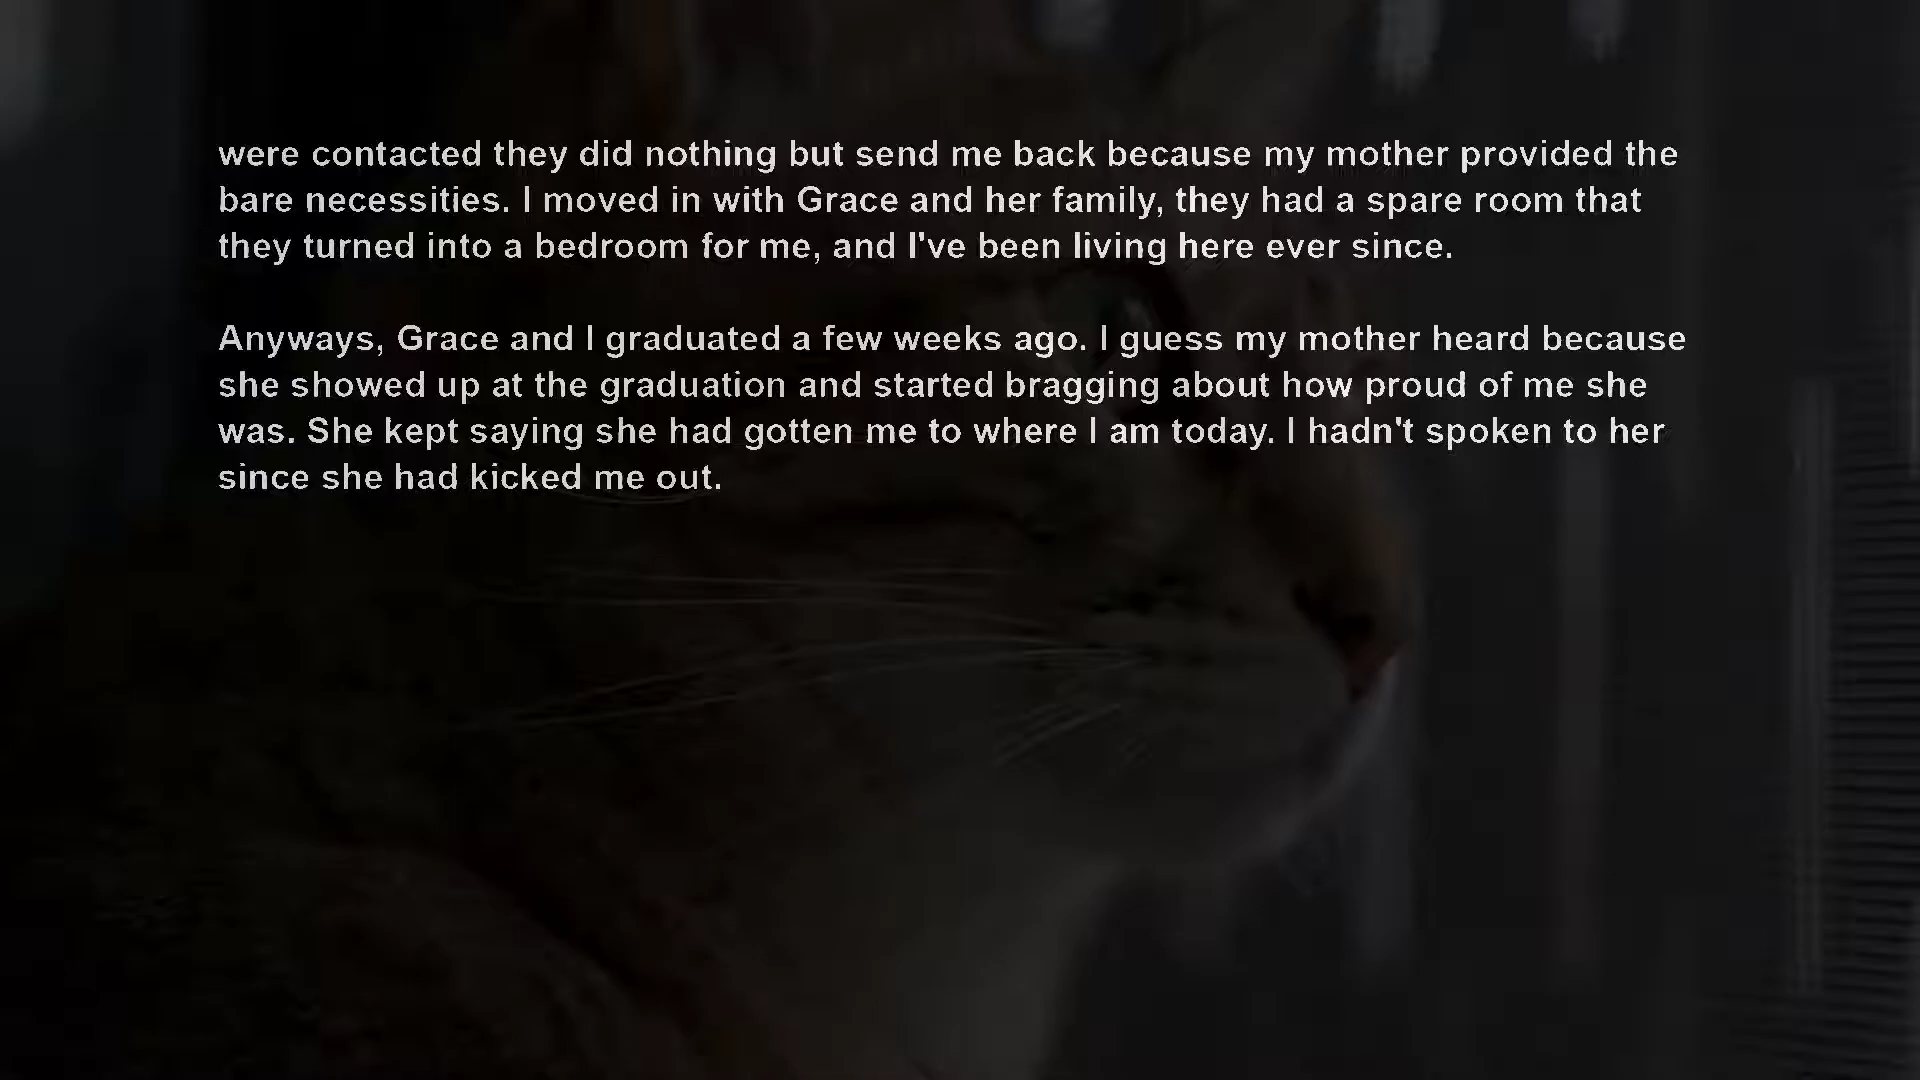 were contacted they did nothing but send me back because my mother provided the
bare necessities. I moved in with Grace and her family, they had a spare room that
they turned into a bedroom for me, and I've been living here ever since.
Anyways, Grace and I graduated a few weeks ago. I guess my mother heard because
she showed up at the graduation and started bragging about how proud of me she
was. She kept saying she had gotten me to where I am today. I hadn't spoken to her
since she had kicked me out.